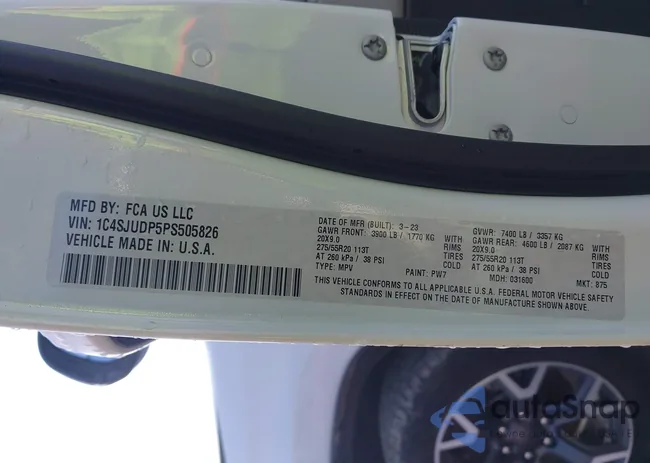 MFD BY: FCA US LLC
VIN: 1C4SJUDP5PS505826
VEHICLE MADE IN: U.S.A.
DATE OF MFR (BUILT): 3-23
GAWR FRONT: 3900 LB / 1770 KG WITH
20X9.0 RIMS
275/55R20 113T TIRES
AT 260 kPa / 38 PSI COLD
TYPE: MPV PAINT: PW7
GVWR: 7400 LB / 3357 KG
GAWR REAR: 4600 LB / 2087 KG WITH
20X9.0 RIMS
275/55R20 113T TIRES
AT 260 kPa / 38 PSI COLD
MDH: 031600 MKT: 875
THIS VEHICLE CONFORMS TO ALL APPLICABLE U.S.A. FEDERAL MOTOR VEHICLE SAFETY
STANDARDS IN EFFECT ON THE DATE OF MANUFACTURE SHOWN ABOVE.
autoSnap